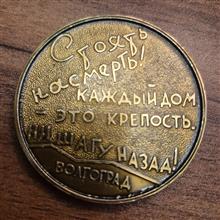 Стоять
насмерть!
КАЖДЫЙ ДОМ
- ЭТО КРЕПОСТЬ.
НИ ШАГУ НАЗАД!
ВОЛГОГРАД